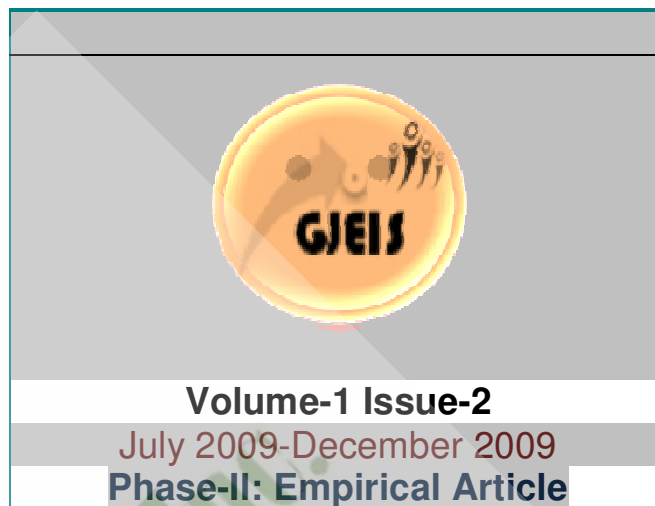 GJEIS
Volume-1 Issue-2
July 2009-December 2009
Phase-II: Empirical Article